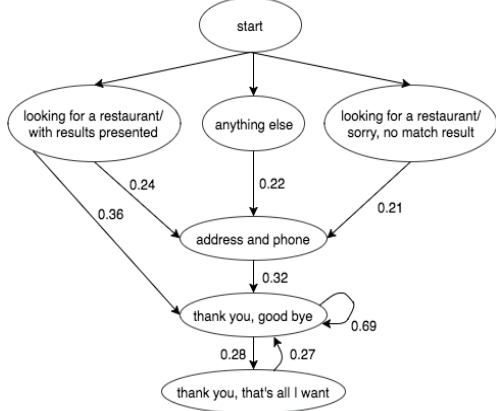 start
looking for a restaurant/
with results presented
anything else
looking for a restaurant/
sorry, no match result
0.24
0.22
0.21
0.36
address and phone
0.32
thank you, good bye
0.69
0.28
0.27
thank you, that's all I want